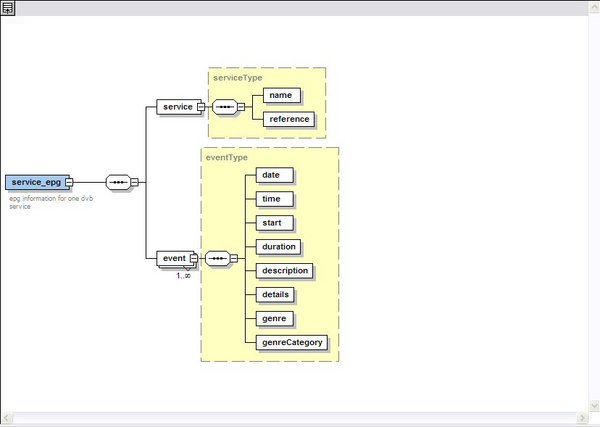 serviceType
name
service
reference
eventType
date
time
service_epg
epg information for one dvb
service
start
duration
event
1..∞
description
details
genre
genreCategory